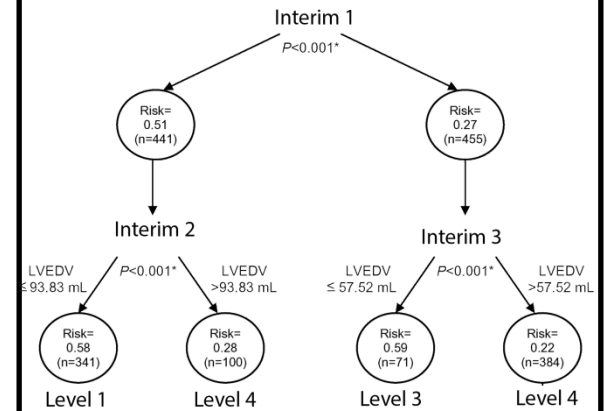 Interim 1
P<0.001*
Risk=
0.51
(n=441)
Risk=
0.27
(n=455)
Interim 2
Interim 3
LVEDV
≤ 93.83 mL
P<0.001*
LVEDV
>93.83 mL
LVEDV
≤ 57.52 mL
P<0.001*
LVEDV
>57.52 mL
Risk=
0.58
(n=341)
Risk=
0.28
(n=100)
Risk=
0.59
(n=71)
Risk=
0.22
(n=384)
Level 1
Level 4
Level 3
Level 4